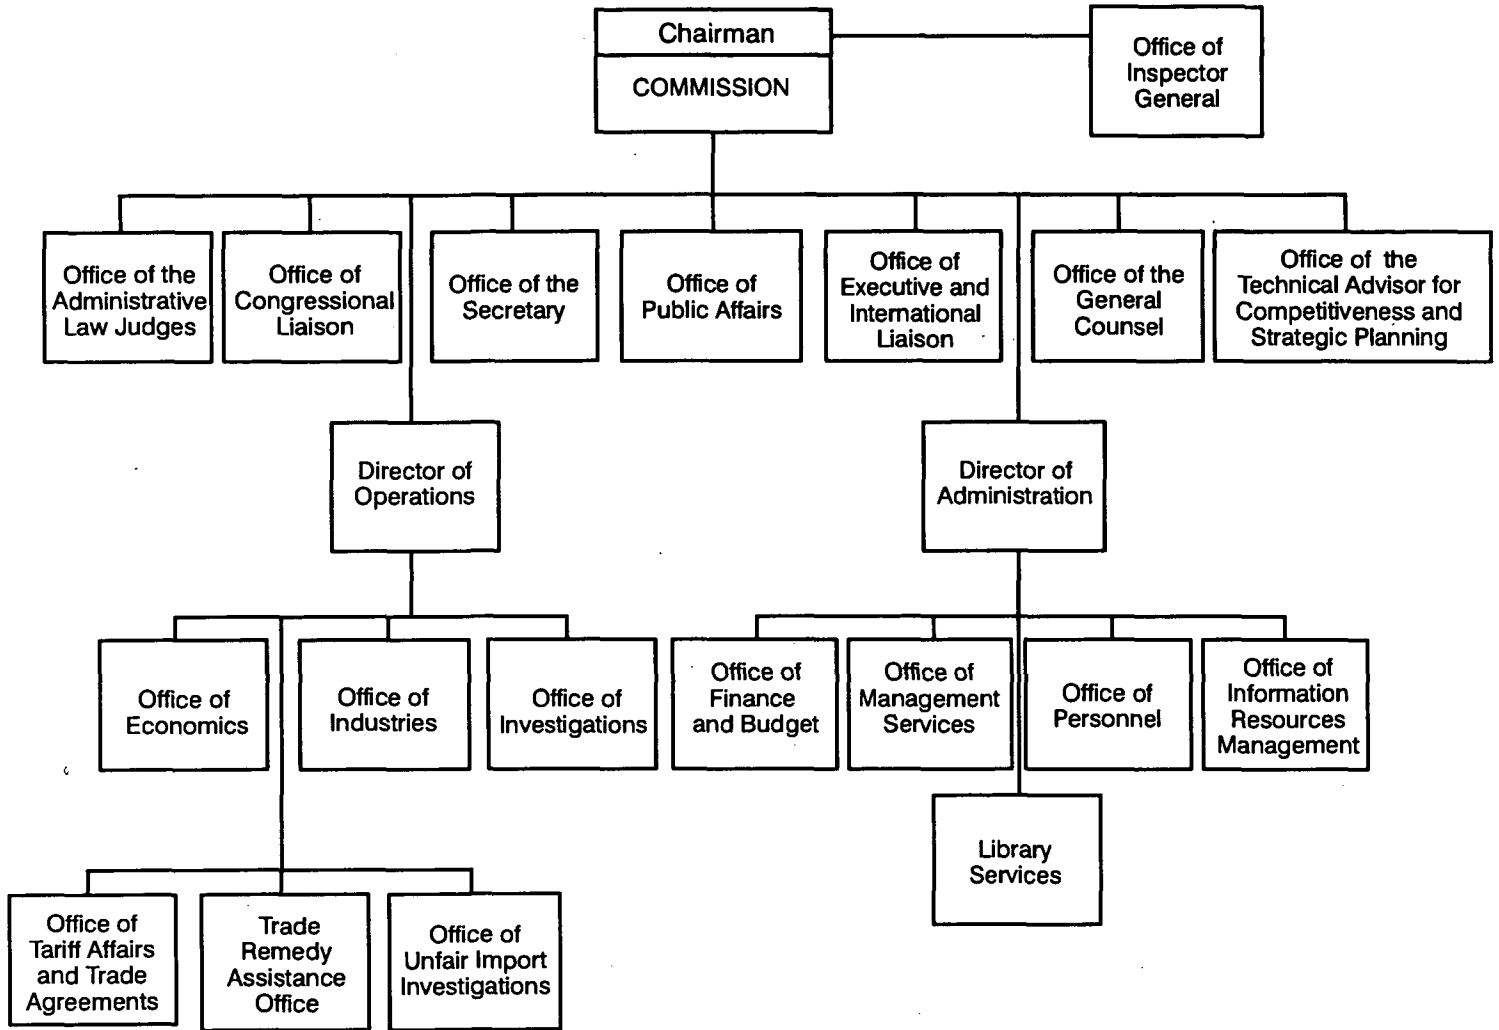 Chairman
COMMISSION
Office of
Inspector
General
Office of the
Administrative
Law Judges
Office of
Congressional
Liaison
Office of the
Secretary
Office of
Public Affairs
Office of
Executive and
International
Liaison
Office of the
General
Counsel
Office of the
Technical Advisor for
Competitiveness and
Strategic Planning
Director of
Operations
Director of
Administration
Office of
Economics
Office of
Industries
Office of
Investigations
Office of
Finance
and Budget
Office of
Management
Services
Office of
Personnel
Office of
Information
Resources
Management
Library
Services
Office of
Tariff Affairs
and Trade
Agreements
Trade
Remedy
Assistance
Office
Office of
Unfair Import
Investigations